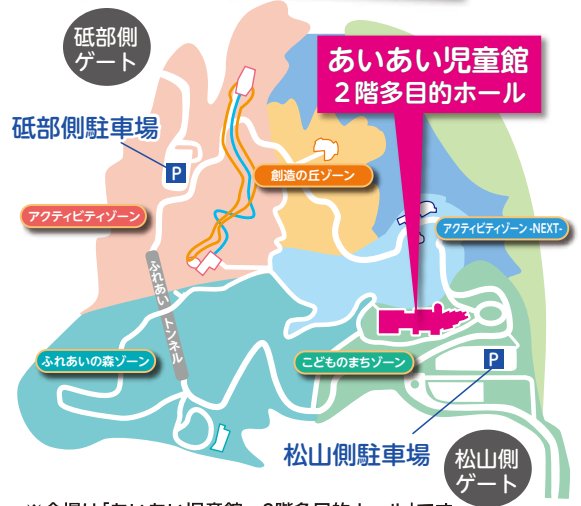 砥部側
ゲート
あいあい児童館
2階多目的ホール
砥部側駐車場
P
創造の丘ゾーン
アクティビティゾーン
アクティビティゾーン-NEXT-
ふれあいトンネル
ふれあいの森ゾーン
こどものまちゾーン
P
松山側駐車場
松山側
ゲート